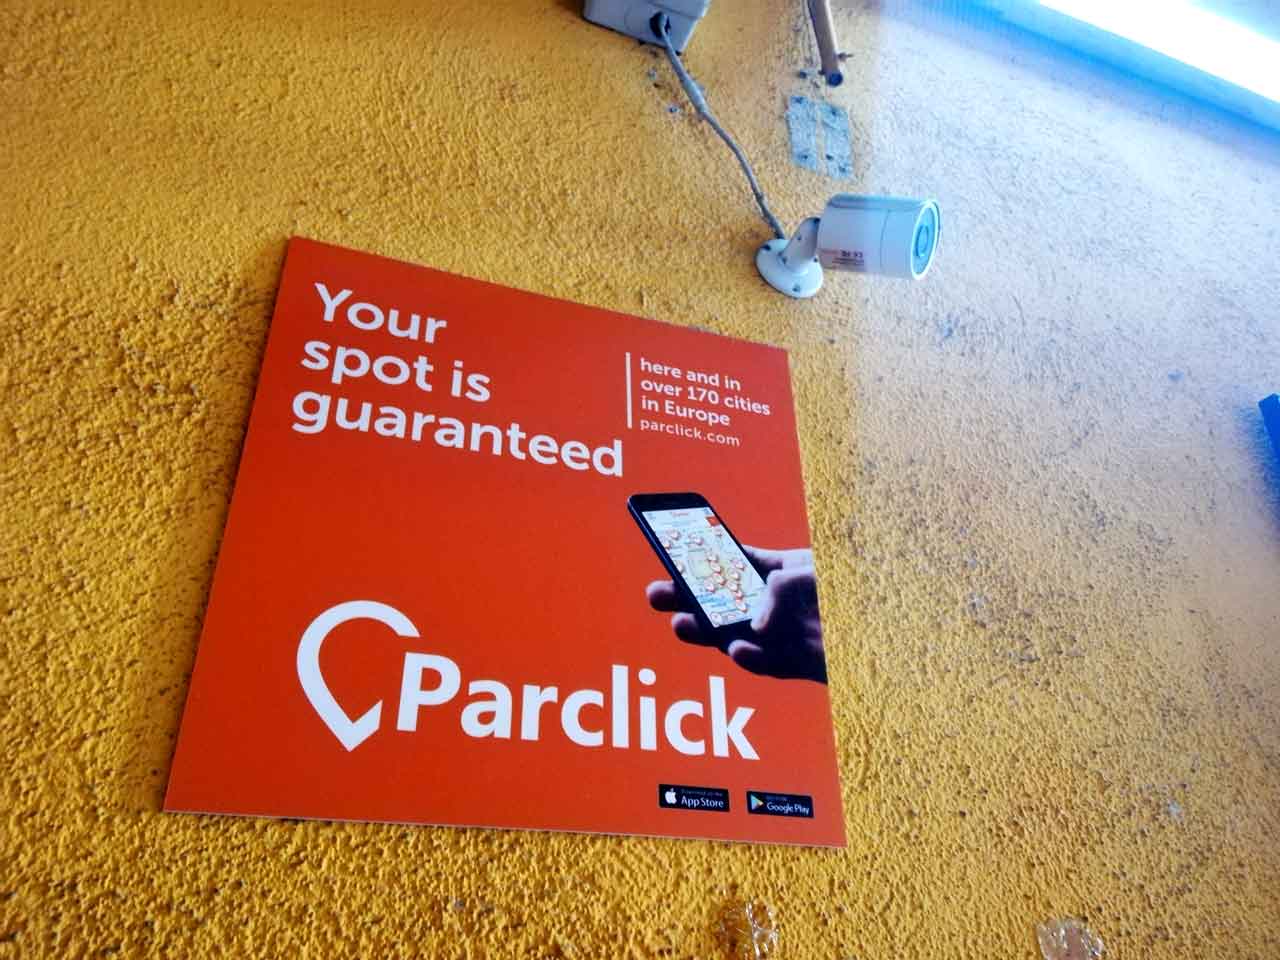 Your
spot is
guaranteed
here and in
over 170 cities
in Europe
parclick.com
Parclick
App Store
Google Play